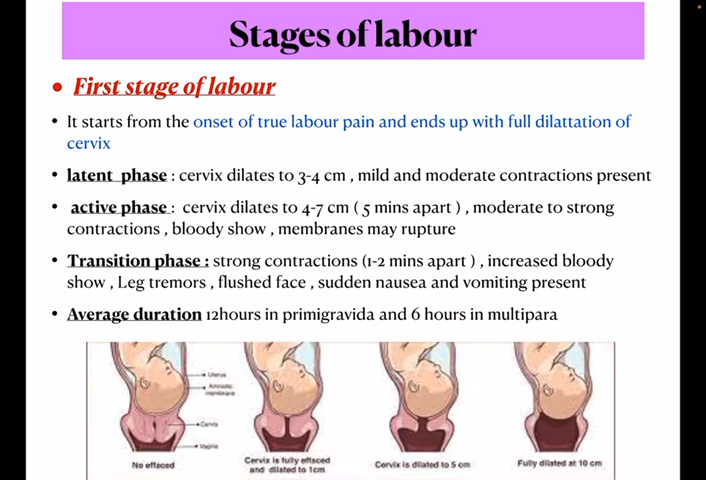 Stages of labour
• First stage of labour
• It starts from the onset of true labour pain and ends up with full dilattation of
cervix
• latent phase : cervix dilates to 3-4 cm , mild and moderate contractions present
• active phase : cervix dilates to 4-7 cm ( 5 mins apart ) , moderate to strong
contractions , bloody show , membranes may rupture
• Transition phase : strong contractions (1-2 mins apart ) , increased bloody
show , Leg tremors , flushed face , sudden nausea and vomiting present
• Average duration 12hours in primigravida and 6 hours in multipara
Uterus
Amniotic
membrane
Cervix
Vagina
No effaced
Cervix is fully effaced
and dilated to 1cm
Cervix is dilated to 5 cm
Fully dilated at 10 cm